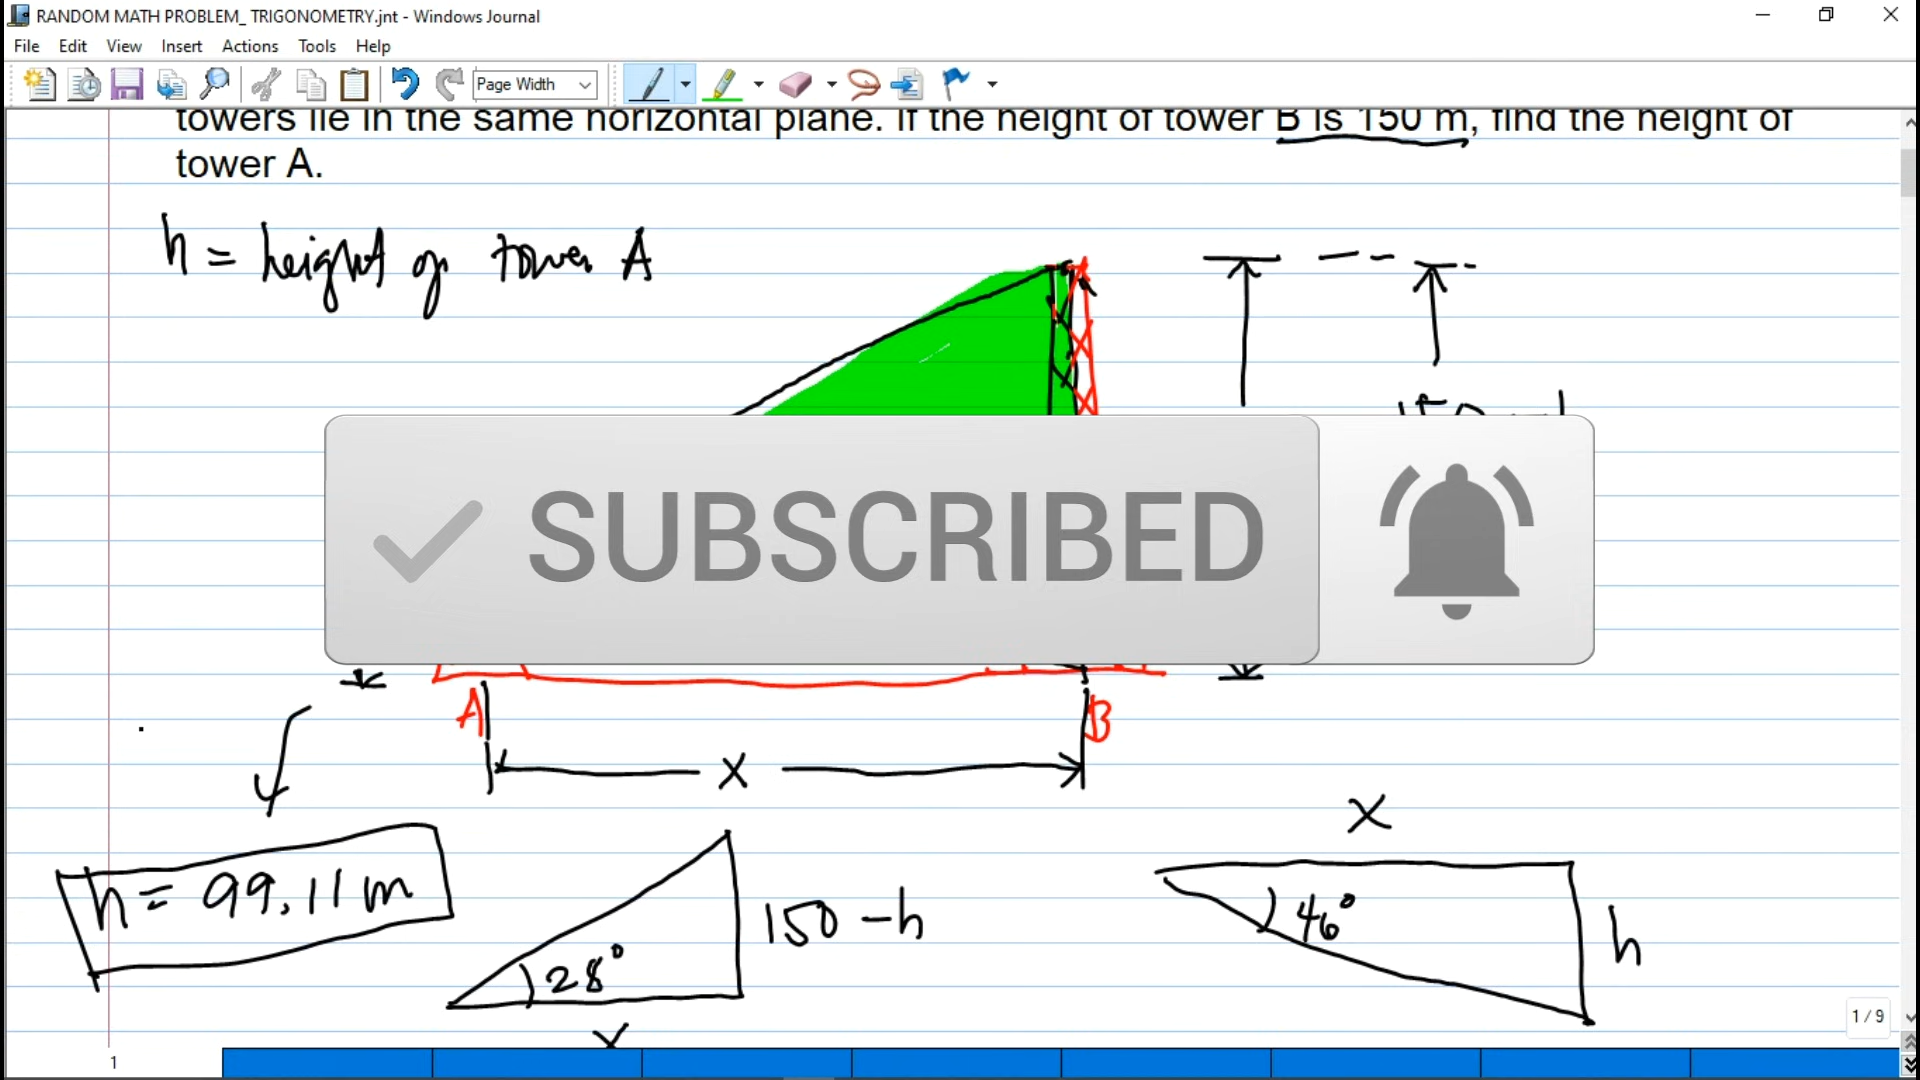 RANDOM MATH PROBLEM_ TRIGONOMETRY.jnt - Windows Journal
File Edit View Insert Actions Tools Help
Page Width
towers lie in the same horizontal plane. If the height of tower B is 150 m, find the height of
tower A.
h = height of tower A
SUBSCRIBED
A
B
x
x
h = 99.11 m
150 - h
28°
46°
h
x
1 / 9
1